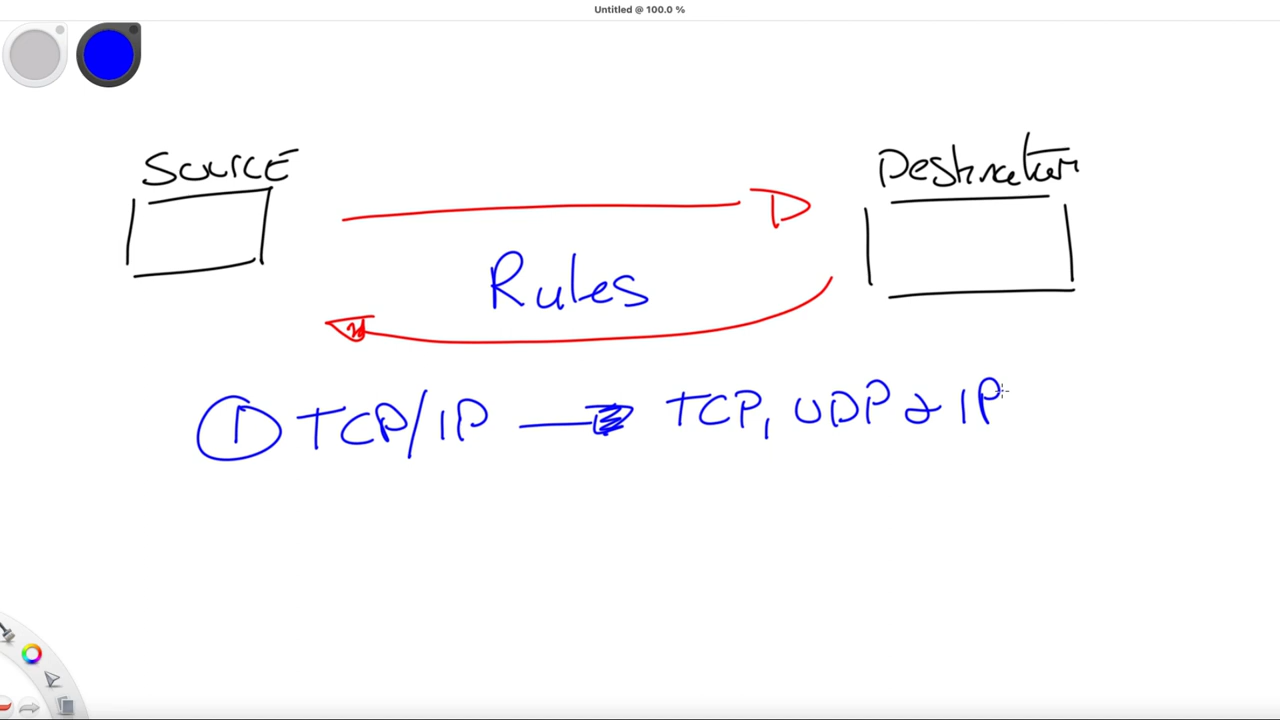 Untitled @ 100.0 %
SOURCE
Destination
Rules
1 TCP/IP → TCP, UDP & IP